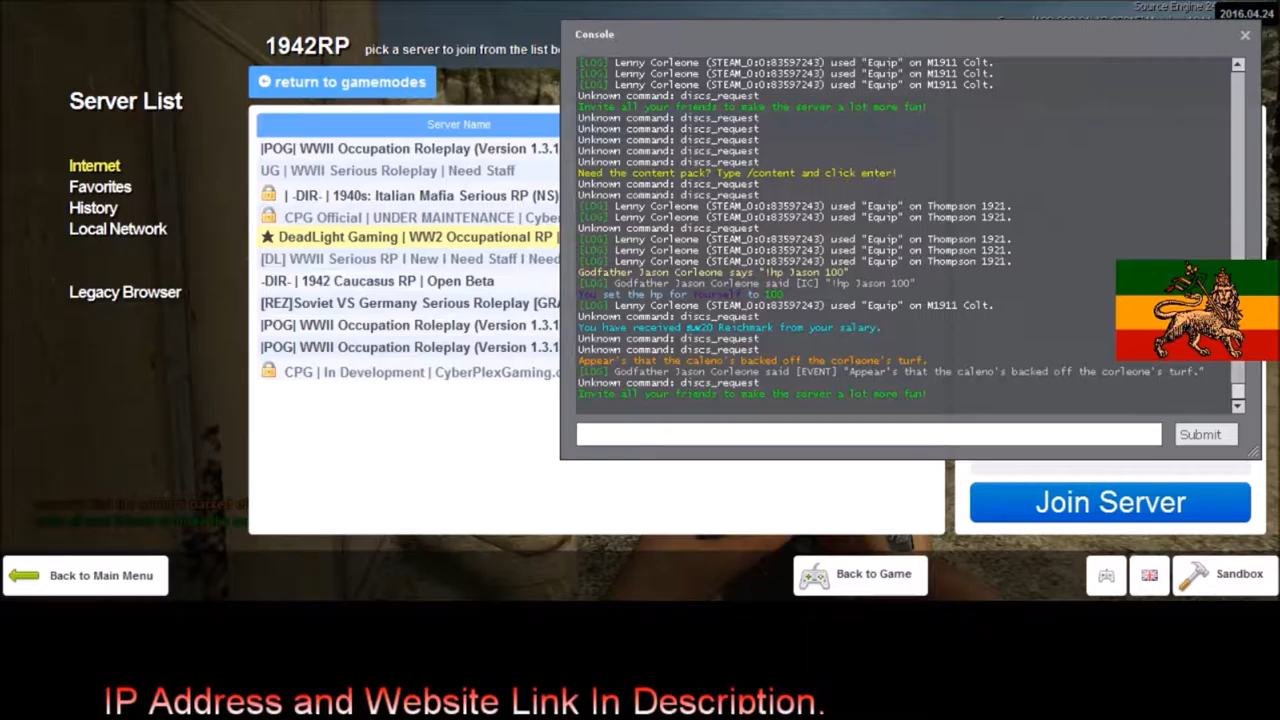 Source Engine 24
2016.04.24
1942RP pick a server to join from the list be
return to gamemodes
Server List
Internet
Favorites
History
Local Network
Legacy Browser
Server Name
|POG| WWII Occupation Roleplay (Version 1.3.1
UG | WWII Serious Roleplay | Need Staff
| -DIR- | 1940s: Italian Mafia Serious RP (NS)
CPG Official | UNDER MAINTENANCE | Cyber
DeadLight Gaming | WW2 Occupational RP |
[DL] WWII Serious RP I New I Need Staff I Need
-DIR- | 1942 Caucasus RP | Open Beta
[REZ]Soviet VS Germany Serious Roleplay [GRA
|POG| WWII Occupation Roleplay (Version 1.3.1
|POG| WWII Occupation Roleplay (Version 1.3.1
CPG | In Development | CyberPlexGaming.c
Console
[LOG] Lenny Corleone (STEAM_0:0:83597243) used "Equip" on M1911 Colt.
[LOG] Lenny Corleone (STEAM_0:0:83597243) used "Equip" on M1911 Colt.
[LOG] Lenny Corleone (STEAM_0:0:83597243) used "Equip" on M1911 Colt.
Unknown command: discs_request
Invite all your friends to make the server a lot more fun!
Unknown command: discs_request
Unknown command: discs_request
Unknown command: discs_request
Unknown command: discs_request
Unknown command: discs_request
Need the content pack? Type /content and click enter!
Unknown command: discs_request
Unknown command: discs_request
[LOG] Lenny Corleone (STEAM_0:0:83597243) used "Equip" on Thompson 1921.
[LOG] Lenny Corleone (STEAM_0:0:83597243) used "Equip" on Thompson 1921.
Unknown command: discs_request
[LOG] Lenny Corleone (STEAM_0:0:83597243) used "Equip" on Thompson 1921.
[LOG] Lenny Corleone (STEAM_0:0:83597243) used "Equip" on Thompson 1921.
[LOG] Lenny Corleone (STEAM_0:0:83597243) used "Equip" on Thompson 1921.
Godfather Jason Corleone says "!hp Jason 100"
[LOG] Godfather Jason Corleone said [IC] "!hp Jason 100"
You set the hp for Yourself to 100
[LOG] Lenny Corleone (STEAM_0:0:83597243) used "Equip" on M1911 Colt.
Unknown command: discs_request
You have received 20 Reichmark from your salary.
Unknown command: discs_request
Unknown command: discs_request
Appear's that the caleno's backed off the corleone's turf.
[LOG] Godfather Jason Corleone said [EVENT] "Appear's that the caleno's backed off the corleone's turf."
Unknown command: discs_request
Invite all your friends to make the server a lot more fun!
Submit
Join Server
Back to Main Menu
Back to Game
Sandbox
IP Address and Website Link In Description.